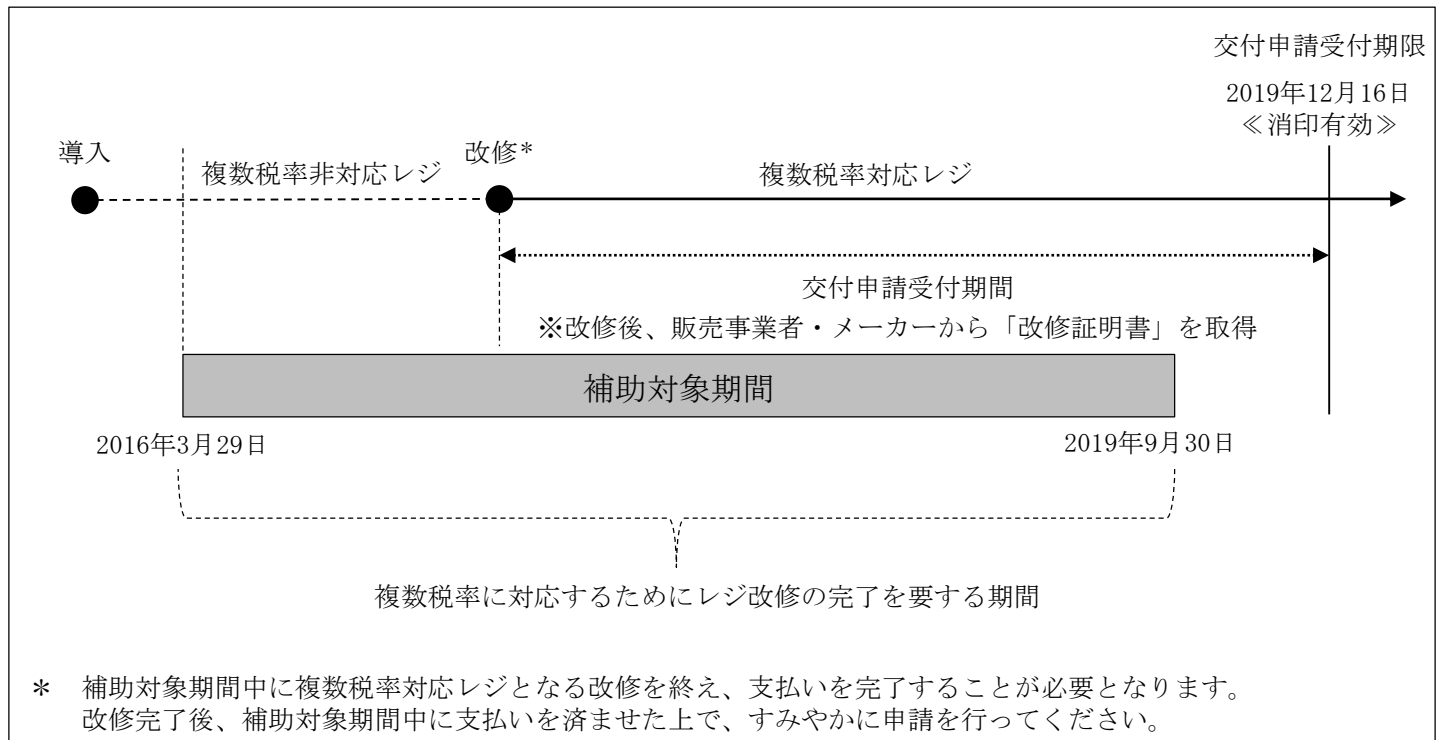 交付申請受付期限
2019年12月16日
≪消印有効≫
導入
改修*
複数税率非対応レジ
複数税率対応レジ
交付申請受付期間
※改修後、販売事業者・メーカーから「改修証明書」を取得
補助対象期間
2016年3月29日
2019年9月30日
複数税率に対応するためにレジ改修の完了を要する期間
* 補助対象期間中に複数税率対応レジとなる改修を終え、支払いを完了することが必要となります。
改修完了後、補助対象期間中に支払いを済ませた上で、すみやかに申請を行ってください。